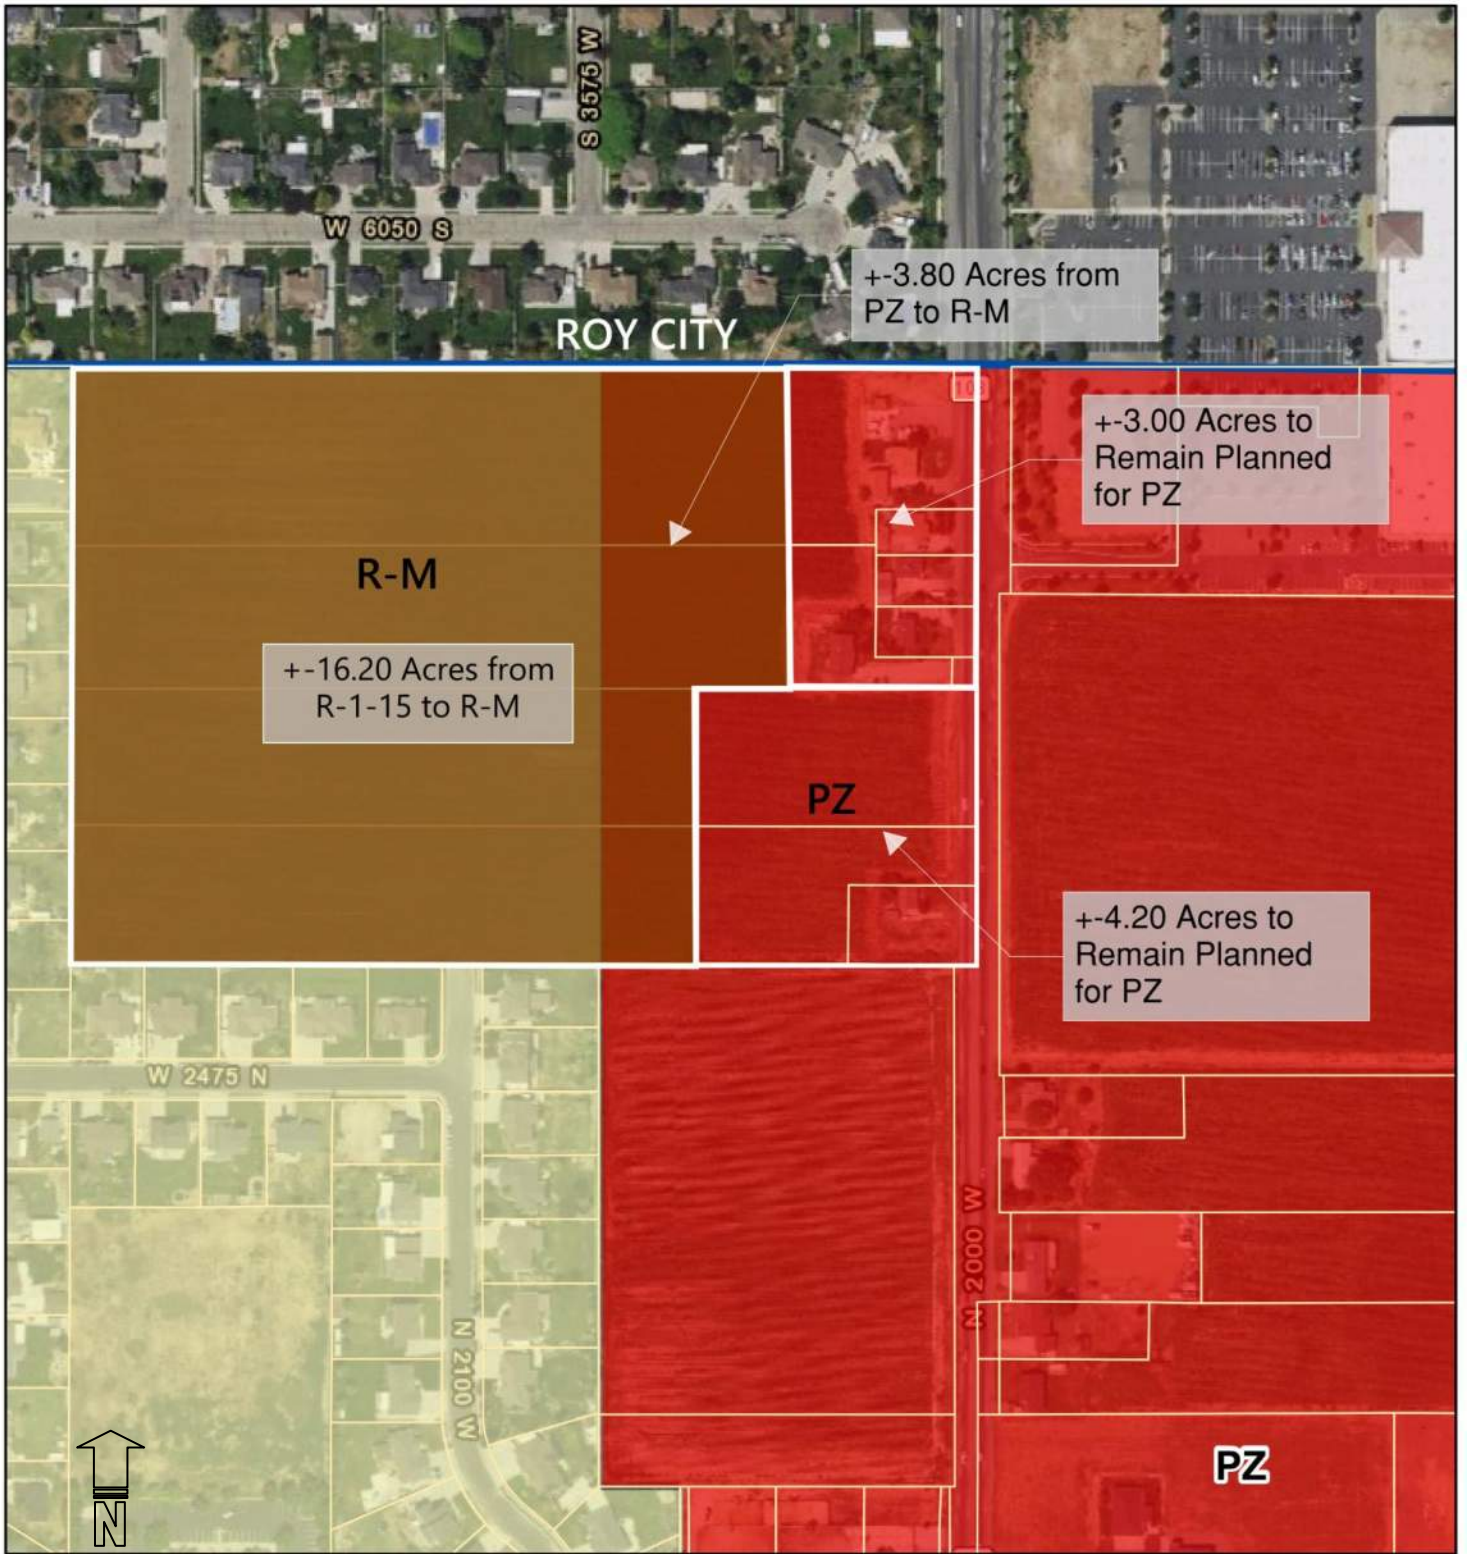 S 3575 W
W 6050 S
+-3.80 Acres from
PZ to R-M
ROY CITY
+-3.00 Acres to
Remain Planned
for PZ
R-M
+-16.20 Acres from
R-1-15 to R-M
PZ
+-4.20 Acres to
Remain Planned
for PZ
W 2475 N
N 2000 W
N 2100 W
PZ
N